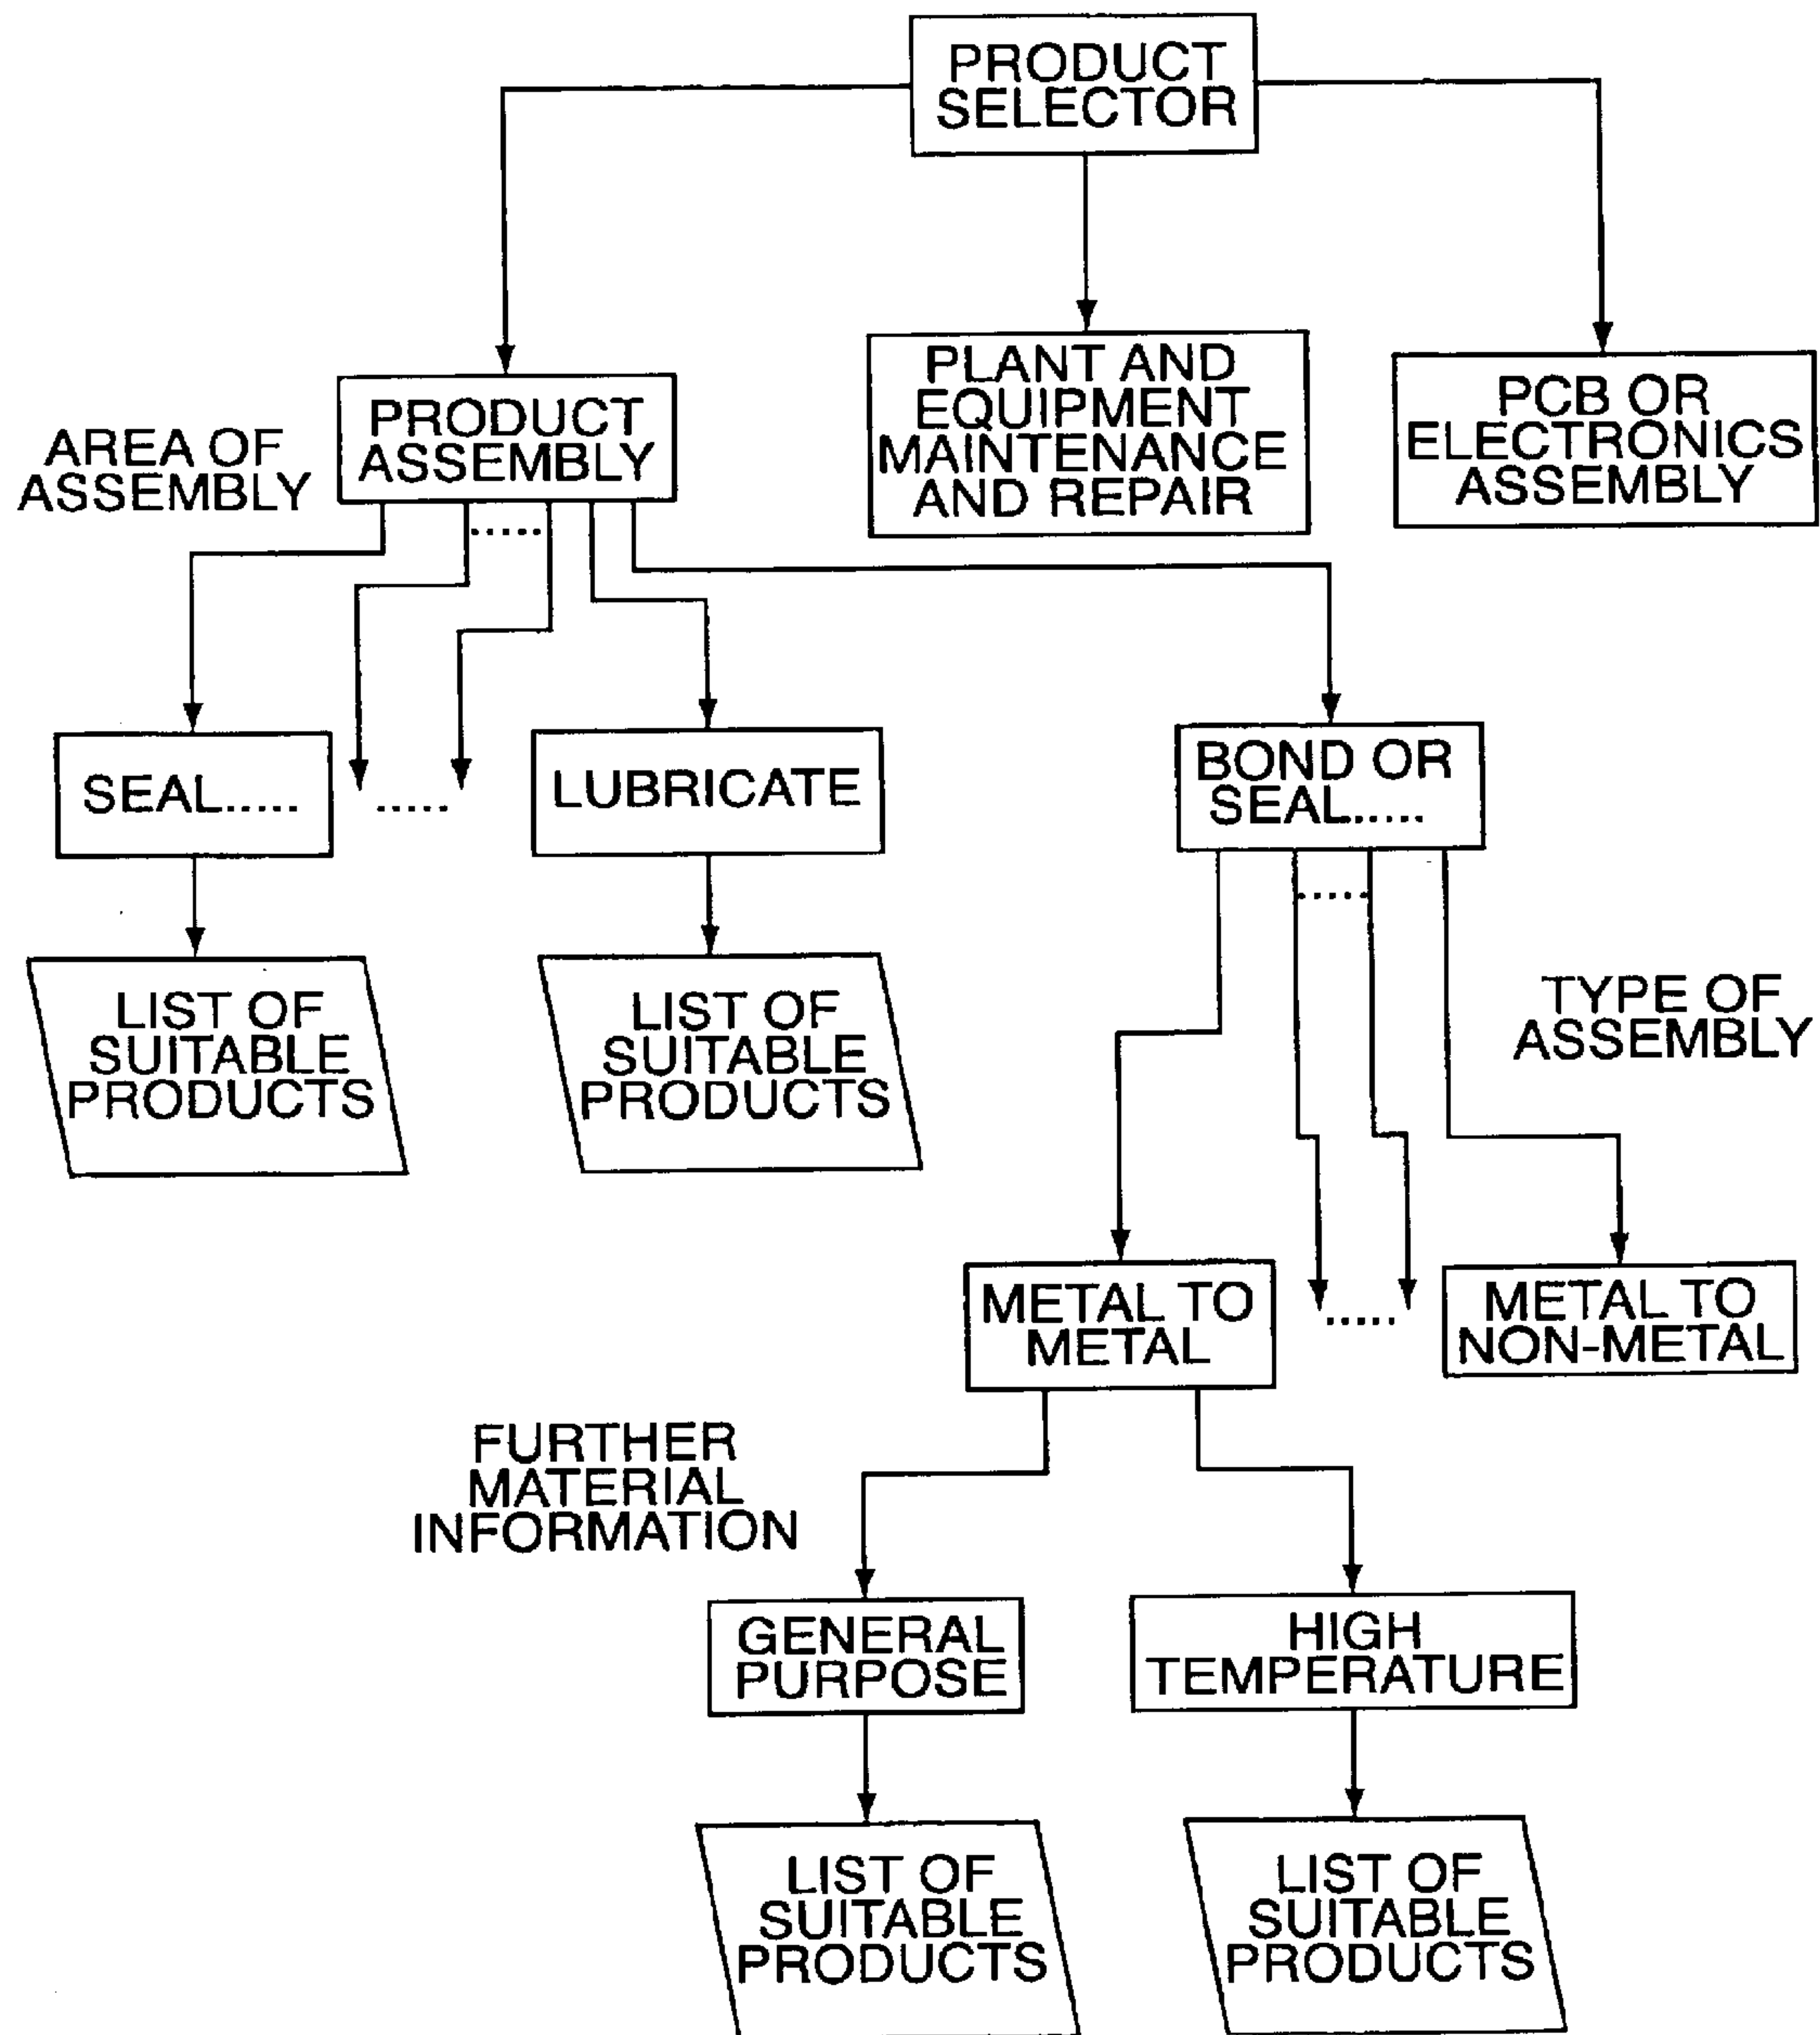 PRODUCT
SELECTOR
PLANT AND
EQUIPMENT
MAINTENANCE
AND REPAIR
PCB OR
ELECTRONICS
ASSEMBLY
PRODUCT
ASSEMBLY
AREA OF
ASSEMBLY
.....
SEAL.....
.....
LUBRICATE
BOND OR
SEAL.....
.....
LIST OF
SUITABLE
PRODUCTS
LIST OF
SUITABLE
PRODUCTS
TYPE OF
ASSEMBLY
METAL TO
METAL
.....
METAL TO
NON-METAL
FURTHER
MATERIAL
INFORMATION
GENERAL
PURPOSE
HIGH
TEMPERATURE
LIST OF
SUITABLE
PRODUCTS
LIST OF
SUITABLE
PRODUCTS